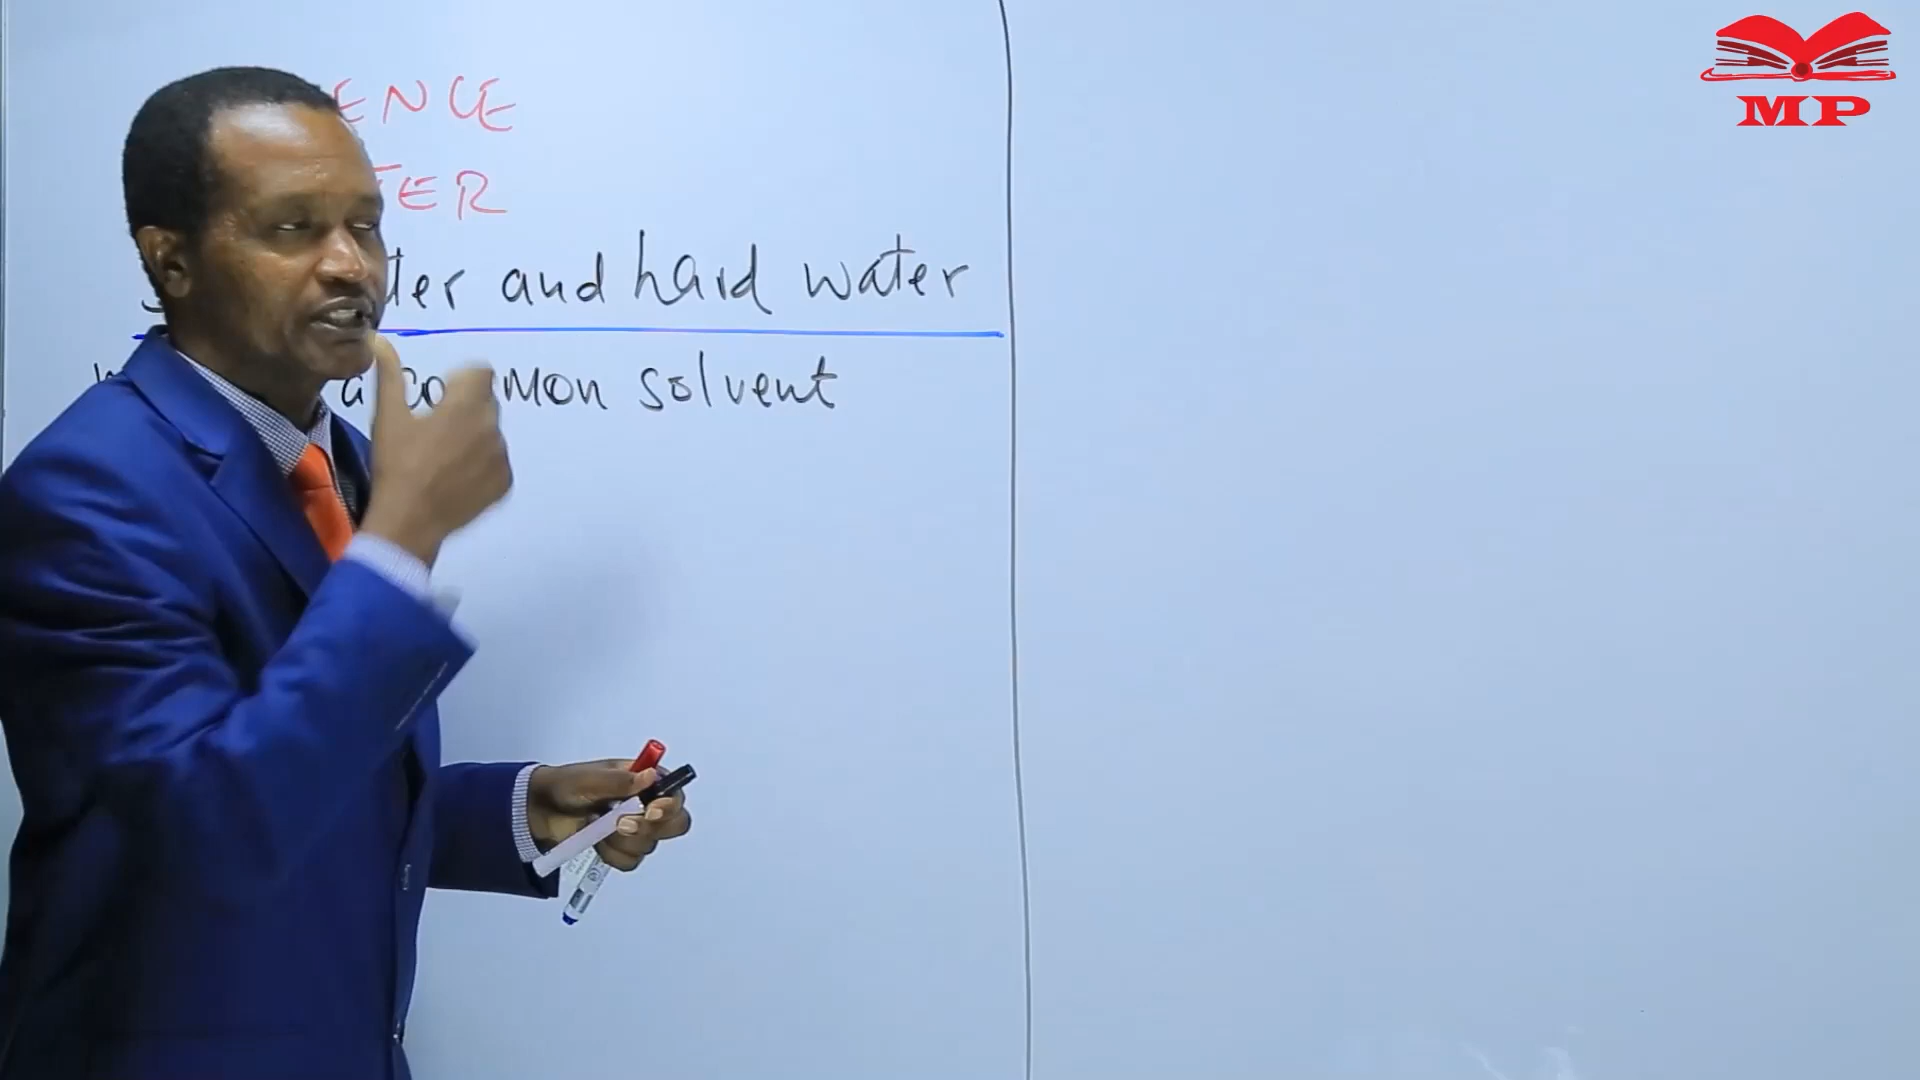 ENCE
TER
ter and hard water
a common solvent
MP